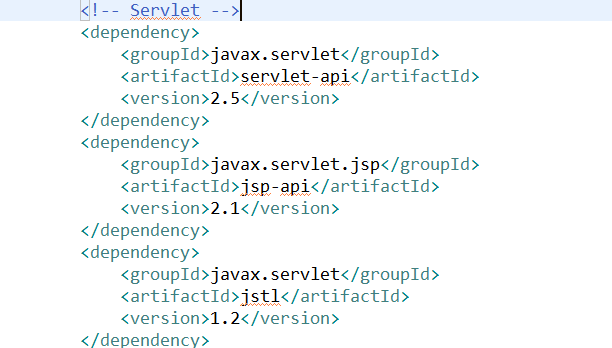 <!-- Servlet -->
<dependency>
<groupId>javax.servlet</groupId>
<artifactId>servlet-api</artifactId>
<version>2.5</version>
</dependency>
<dependency>
<groupId>javax.servlet.jsp</groupId>
<artifactId>jsp-api</artifactId>
<version>2.1</version>
</dependency>
<dependency>
<groupId>javax.servlet</groupId>
<artifactId>jstl</artifactId>
<version>1.2</version>
</dependency>